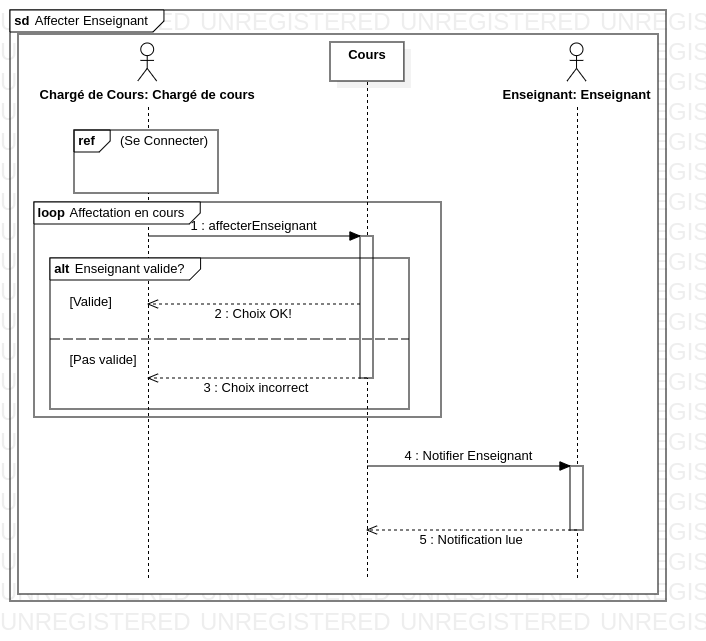 sd Affecter Enseignant
Cours
Chargé de Cours: Chargé de cours
Enseignant: Enseignant
ref (Se Connecter)
loop Affectation en cours
1 : affecterEnseignant
alt Enseignant valide?
[Valide]
2 : Choix OK!
[Pas valide]
3 : Choix incorrect
4 : Notifier Enseignant
5 : Notification lue
UNREGISTERED UNREGISTERED UNREGISTERED UNREGIS